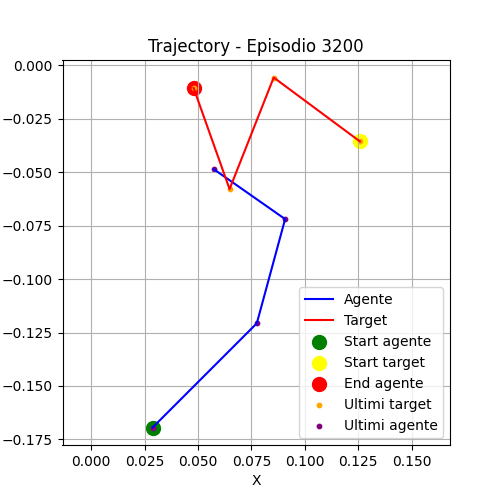 Trajectory - Episodio 3200
0.000
−0.025
−0.050
−0.075
−0.100
−0.125
−0.150
−0.175
Agente
Target
Start agente
Start target
End agente
Ultimi target
Ultimi agente
0.000 0.025 0.050 0.075 0.100 0.125 0.150
X